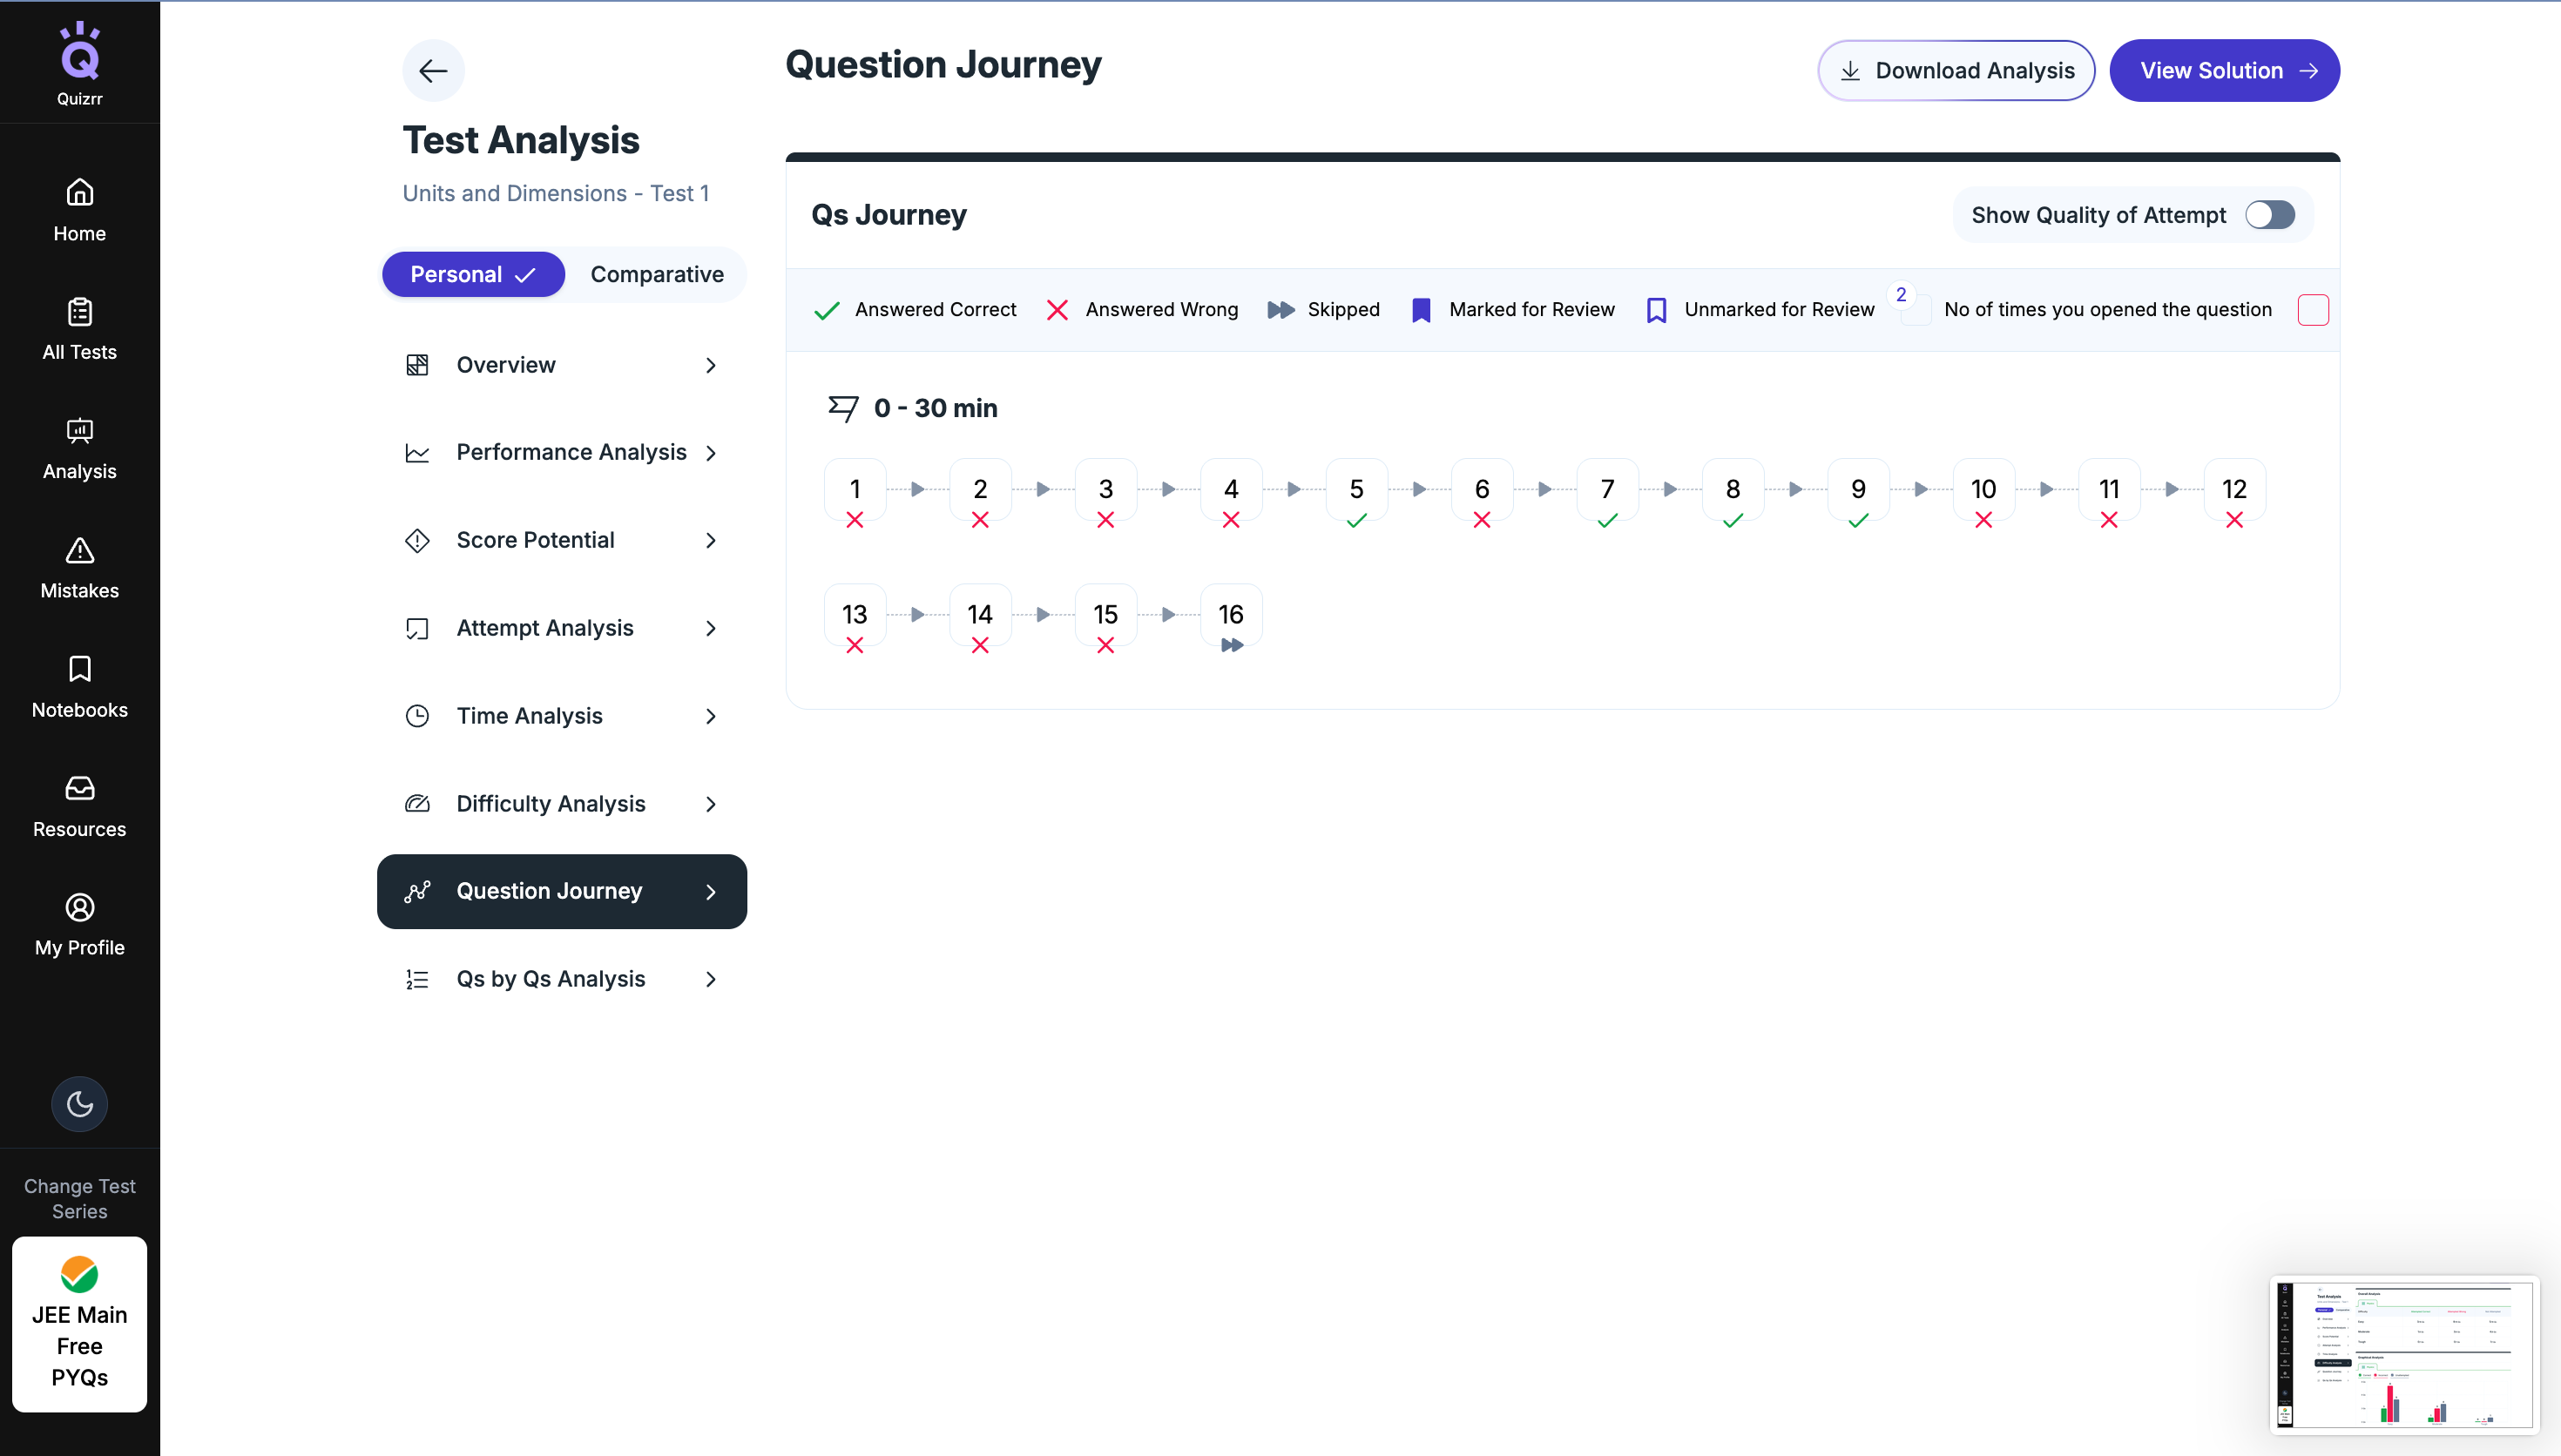 Quizrr
Home
All Tests
Analysis
Mistakes
Notebooks
Resources
My Profile
Change Test
Series
JEE Main
Free
PYQs
Test Analysis
Units and Dimensions - Test 1
Personal
Comparative
Overview
Performance Analysis
Score Potential
Attempt Analysis
Time Analysis
Difficulty Analysis
Question Journey
Qs by Qs Analysis
Question Journey
Download Analysis
View Solution
Qs Journey
Show Quality of Attempt
Answered Correct
Answered Wrong
Skipped
Marked for Review
Unmarked for Review
2
No of times you opened the question
0 - 30 min
1 2 3 4 5 6 7 8 9 10 11 12
13 14 15 16